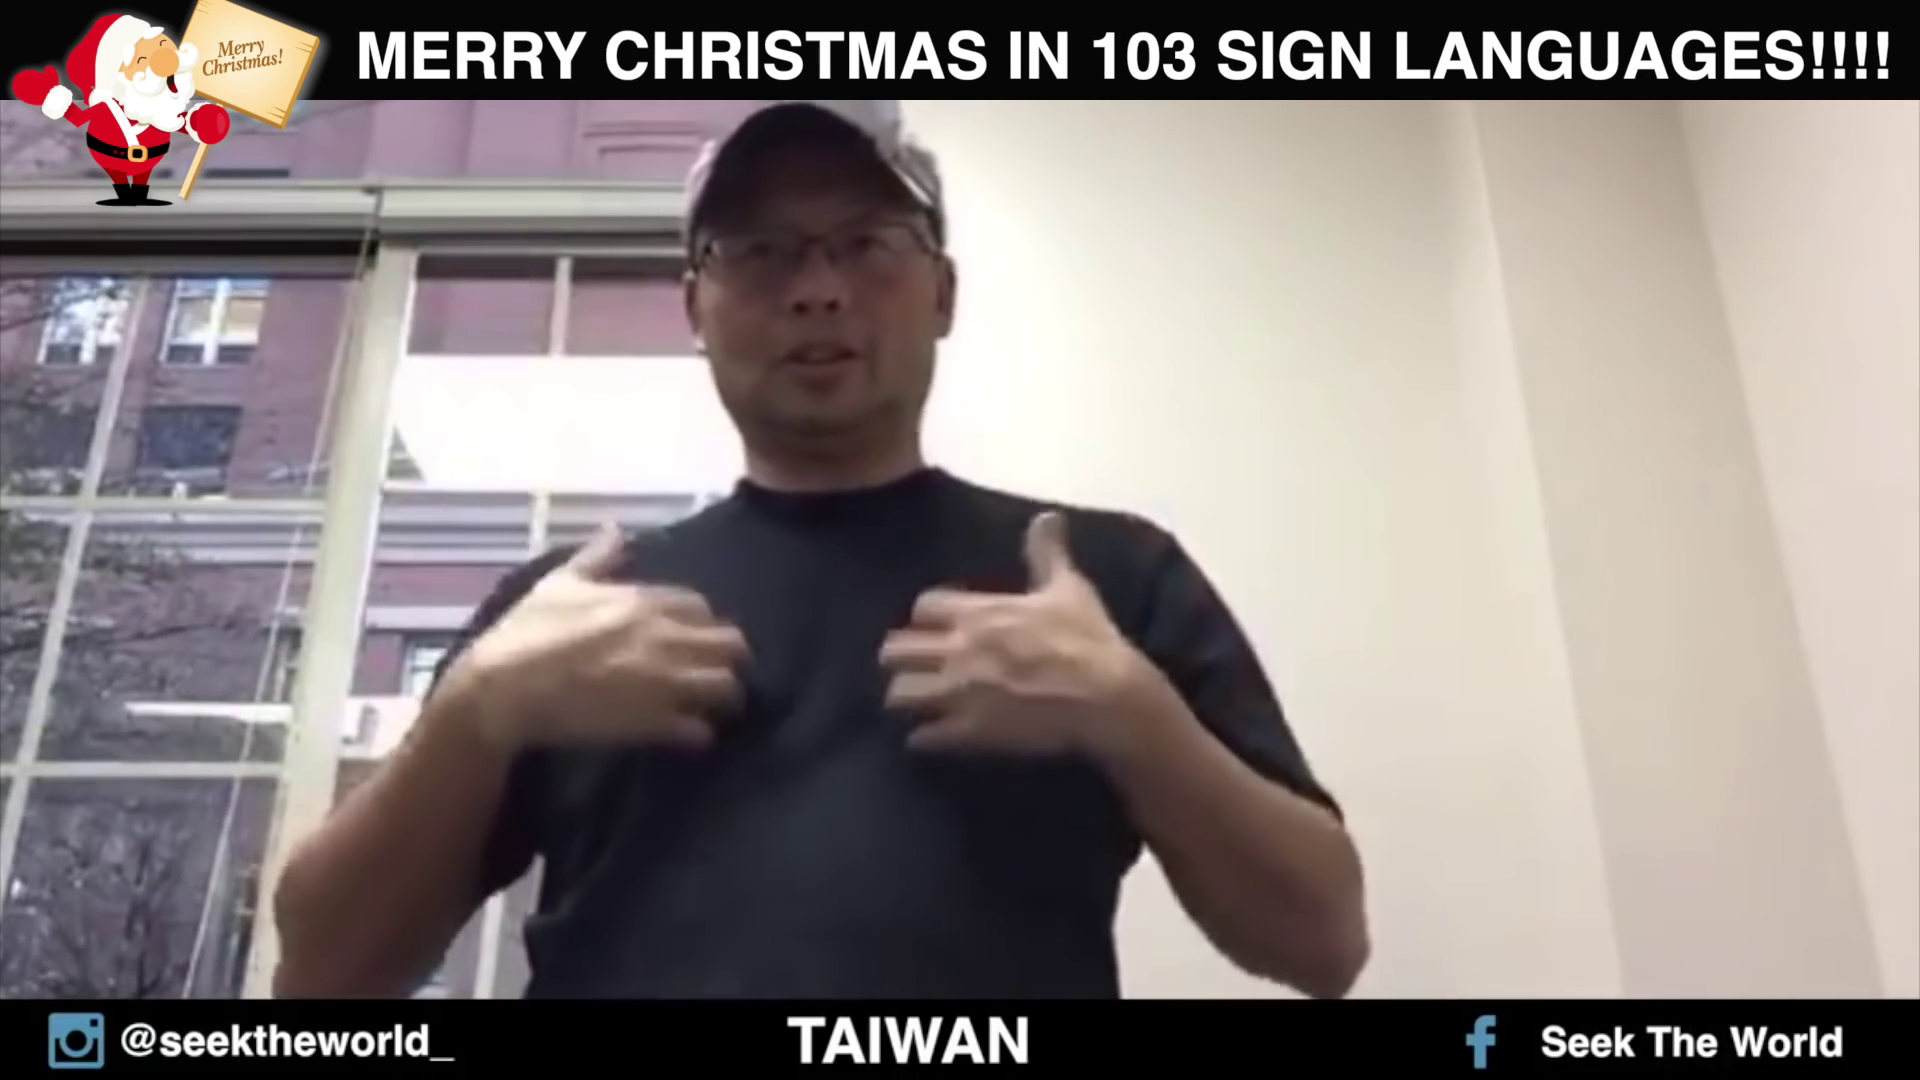 Merry
Christmas!
MERRY CHRISTMAS IN 103 SIGN LANGUAGES!!!!
@seektheworld_
TAIWAN
Seek The World